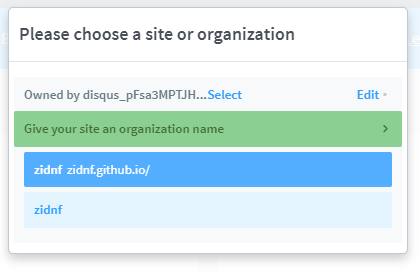 Please choose a site or organization
Owned by disqus_pFsa3MPTJH...Select Edit
Give your site an organization name
zidnf zidnf.github.io/
zidnf